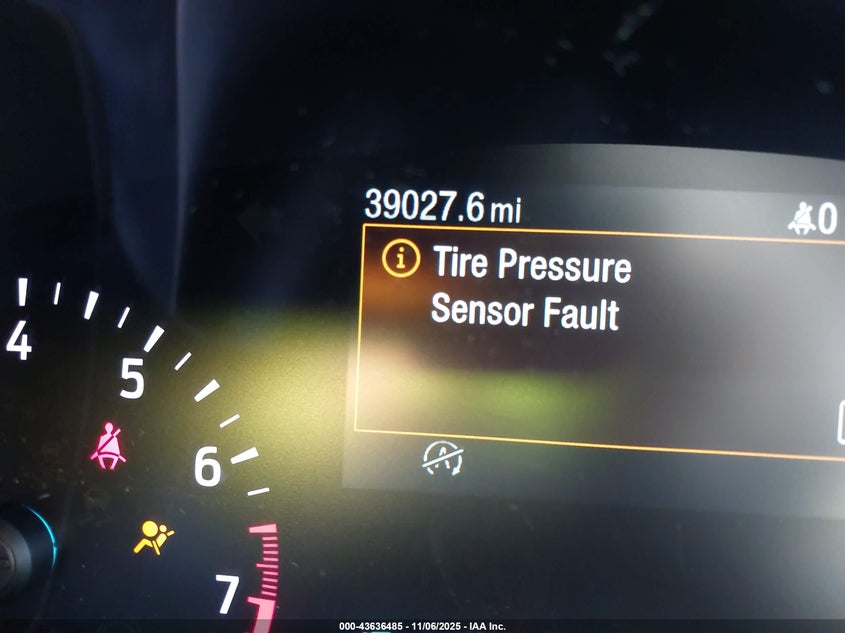 39027.6 mi
0
Tire Pressure
Sensor Fault
4
5
6
A
7
000-43636485 - 11/06/2025 - IAA Inc.